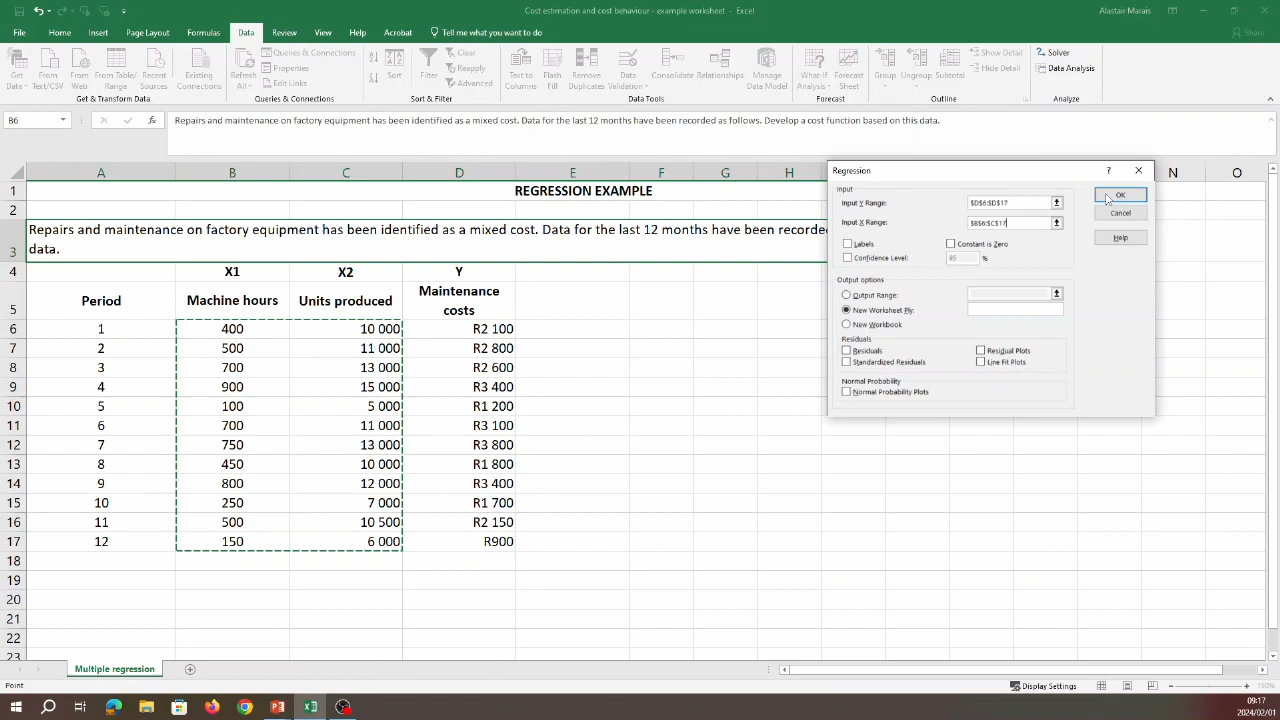 Cost estimation and cost behaviour - example worksheet - Excel
Alastair Marais
File Home Insert Page Layout Formulas Data Review View Help Acrobat Tell me what you want to do Share
Get Data From Text/CSV From Web From Table/Range Recent Sources Existing Connections Refresh All Queries & Connections Properties Edit Links Sort Filter Clear Reapply Advanced Text to Columns Flash Fill Remove Duplicates Data Validation Consolidate Relationships Manage Data Model What-If Analysis Forecast Sheet Group Ungroup Subtotal Show Detail Hide Detail Solver Data Analysis
Get & Transform Data Queries & Connections Sort & Filter Data Tools Forecast Outline Analyze
B6 fx Repairs and maintenance on factory equipment has been identified as a mixed cost. Data for the last 12 months have been recorded as follows. Develop a cost function based on this data.
A B C D E F G H N O
1 REGRESSION EXAMPLE
2
Repairs and maintenance on factory equipment has been identified as a mixed cost. Data for the last 12 months have been recorde
3 data.
4 X1 X2 Y
5 Period Machine hours Units produced Maintenance costs
6 1 400 10 000 R2 100
7 2 500 11 000 R2 800
8 3 700 13 000 R2 600
9 4 900 15 000 R3 400
10 5 100 5 000 R1 200
11 6 700 11 000 R3 100
12 7 750 13 000 R3 800
13 8 450 10 000 R1 800
14 9 800 12 000 R3 400
15 10 250 7 000 R1 700
16 11 500 10 500 R2 150
17 12 150 6 000 R900
18
19
20
21
22
23
Regression ?
Input
Input Y Range: $D$6:$D$17 OK
Input X Range: $B$6:$C$17 Cancel
Help
Labels Constant is Zero
Confidence Level: 95 %
Output options
Output Range:
New Worksheet Ply:
New Workbook
Residuals
Residuals Residual Plots
Standardized Residuals Line Fit Plots
Normal Probability
Normal Probability Plots
Multiple regression
Point Display Settings 150%
09:17
2024/02/01